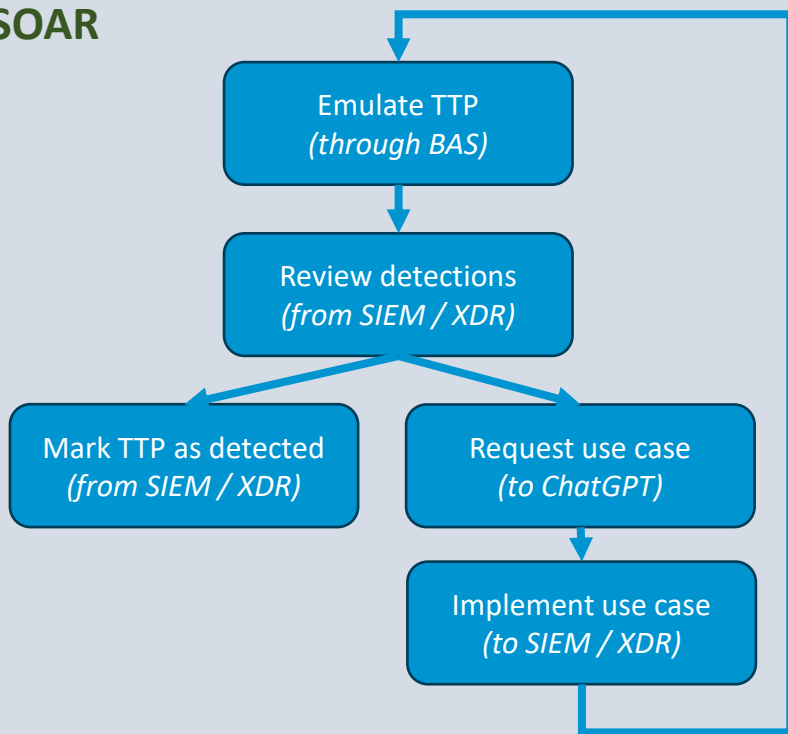 SOAR
Emulate TTP
(through BAS)
Review detections
(from SIEM / XDR)
Mark TTP as detected
(from SIEM / XDR)
Request use case
(to ChatGPT)
Implement use case
(to SIEM / XDR)